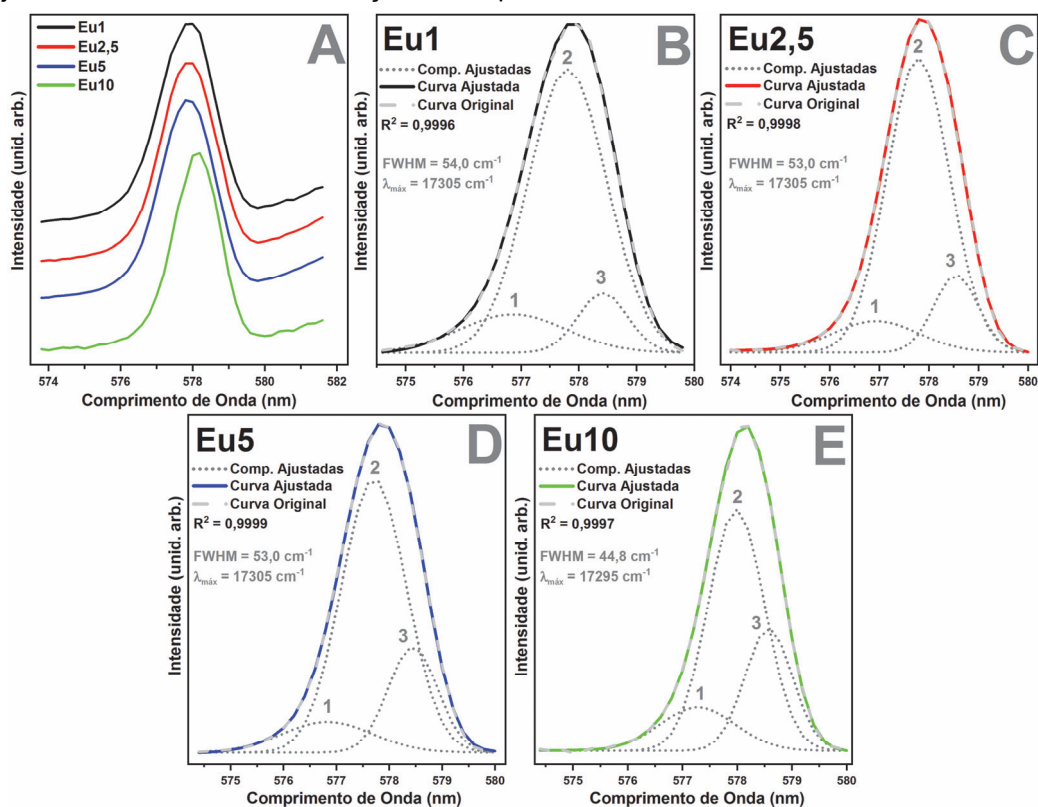 Eu1
Eu2,5
Eu5
Eu10
A
Intensidade (unid. arb.)
574 576 578 580 582
Comprimento de Onda (nm)
Eu1
B
Comp. Ajustadas
Curva Ajustada
Curva Original
R² = 0,9996
FWHM = 54,0 cm⁻¹
λmáx = 17305 cm⁻¹
1
2
3
Intensidade (unid. arb.)
575 576 577 578 579 580
Comprimento de Onda (nm)
Eu2,5
C
Comp. Ajustadas
Curva Ajustada
Curva Original
R² = 0,9998
FWHM = 53,0 cm⁻¹
λmáx = 17305 cm⁻¹
1
2
3
Intensidade (unid. arb.)
574 575 576 577 578 579 580
Comprimento de Onda (nm)
Eu5
D
Comp. Ajustadas
Curva Ajustada
Curva Original
R² = 0,9999
FWHM = 53,0 cm⁻¹
λmáx = 17305 cm⁻¹
1
2
3
Intensidade (unid. arb.)
575 576 577 578 579 580
Comprimento de Onda (nm)
Eu10
E
Comp. Ajustadas
Curva Ajustada
Curva Original
R² = 0,9997
FWHM = 44,8 cm⁻¹
λmáx = 17295 cm⁻¹
1
2
3
Intensidade (unid. arb.)
575 576 577 578 579 580
Comprimento de Onda (nm)